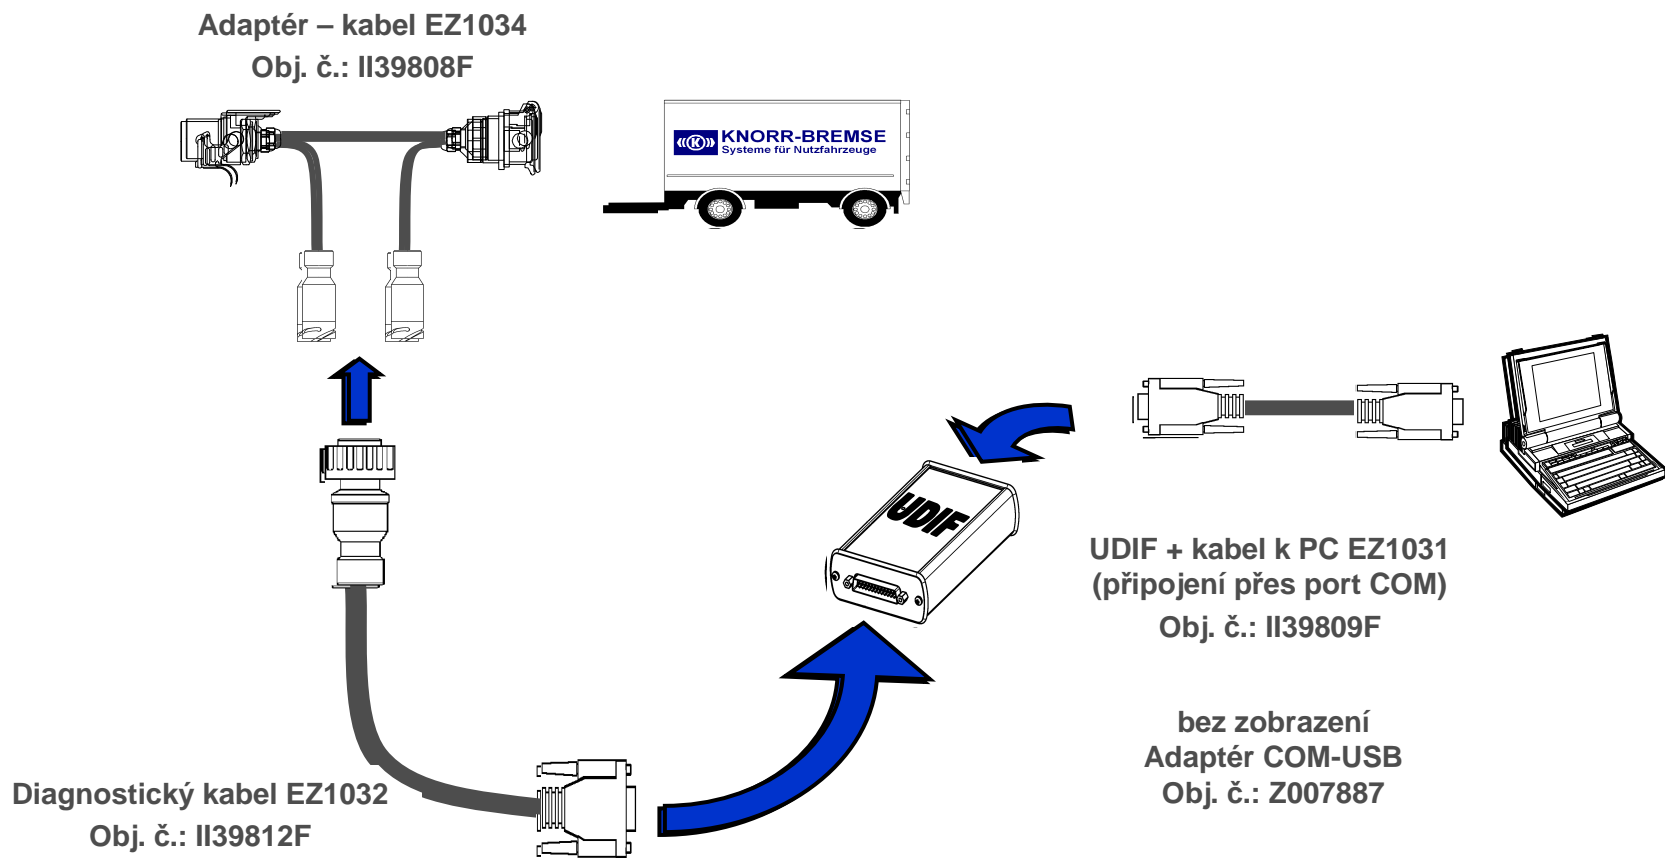 Adaptér – kabel EZ1034
Obj. č.: II39808F
((K)) KNORR-BREMSE
Systeme für Nutzfahrzeuge
UDIF
UDIF + kabel k PC EZ1031
(připojení přes port COM)
Obj. č.: II39809F
bez zobrazení
Adaptér COM-USB
Obj. č.: Z007887
Diagnostický kabel EZ1032
Obj. č.: II39812F